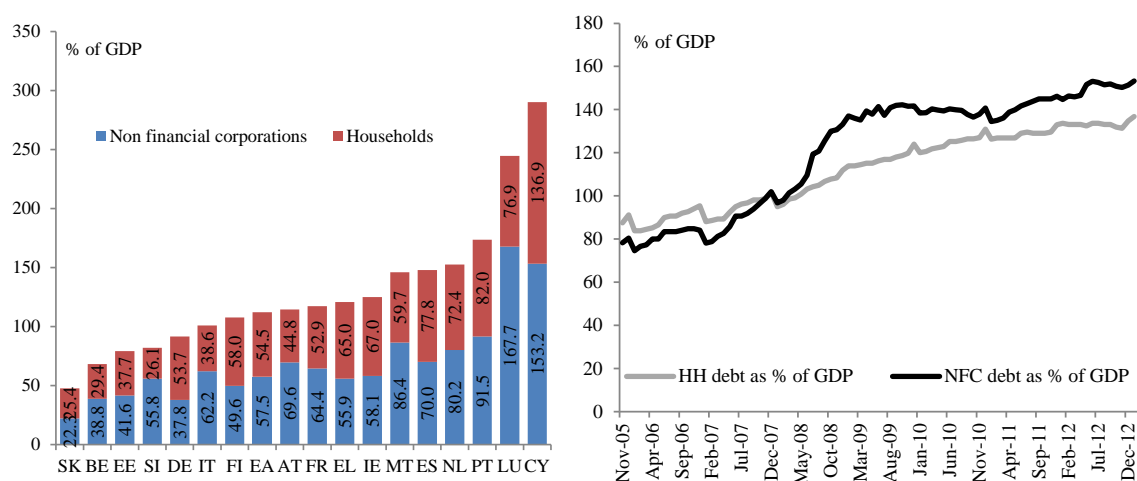 350
300
250
200
150
100
50
0
% of GDP
Non financial corporations
Households
25.4
29.4
37.7
26.1
53.7
38.6
58.0
54.5
44.8
52.9
65.0
67.0
59.7
77.8
72.4
82.0
76.9
136.9
22.3
38.8
41.6
55.8
37.8
62.2
49.6
57.5
69.6
64.4
55.9
58.1
86.4
70.0
80.2
91.5
167.7
153.2
SK BE EE SI DE IT FI EA AT FR EL IE MT ES NL PT LU CY
180
160
140
120
100
80
60
40
20
0
% of GDP
HH debt as % of GDP
NFC debt as % of GDP
Nov-05
Apr-06
Sep-06
Feb-07
Jul-07
Dec-07
May-08
Oct-08
Mar-09
Aug-09
Jan-10
Jun-10
Nov-10
Apr-11
Sep-11
Feb-12
Jul-12
Dec-12